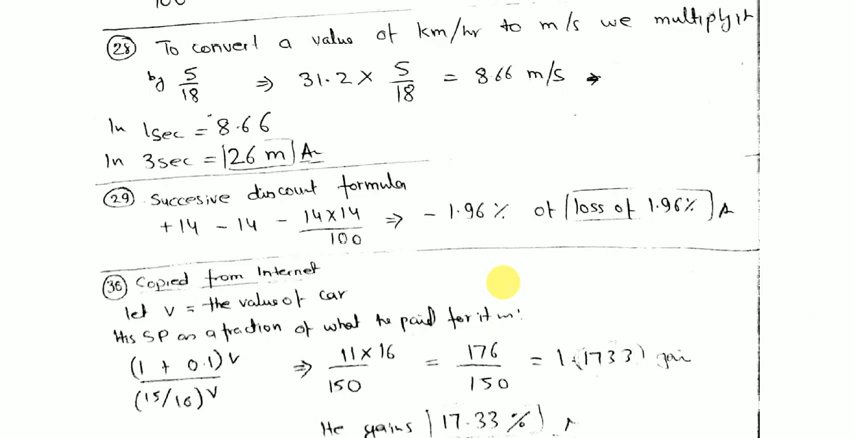 (28) To convert a value of km/hr to m/s we multiply it
by 5/18 ⇒ 31.2 × 5/18 = 8.66 m/s
In 1sec = 8.66
In 3sec = 26 m A
(29) Succesive discount formula
+14 - 14 - 14×14/100 ⇒ - 1.96 % or loss of 1.96% A
(30) Copied from Internet
let V = the value of car
His SP as a fraction of what he paid for it
(1 + 0.1)V/(15/16)V ⇒ 11×16/150 = 176/150 = 1.(1733) gain
He gains 17.33 %